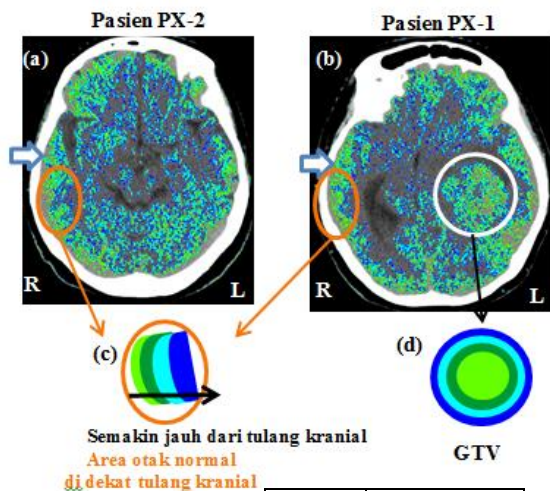 Pasien PX-2
Pasien PX-1
(a)
(b)
R
L
R
L
(c)
(d)
Semakin jauh dari tulang kranial
Area otak normal
di dekat tulang kranial
GTV